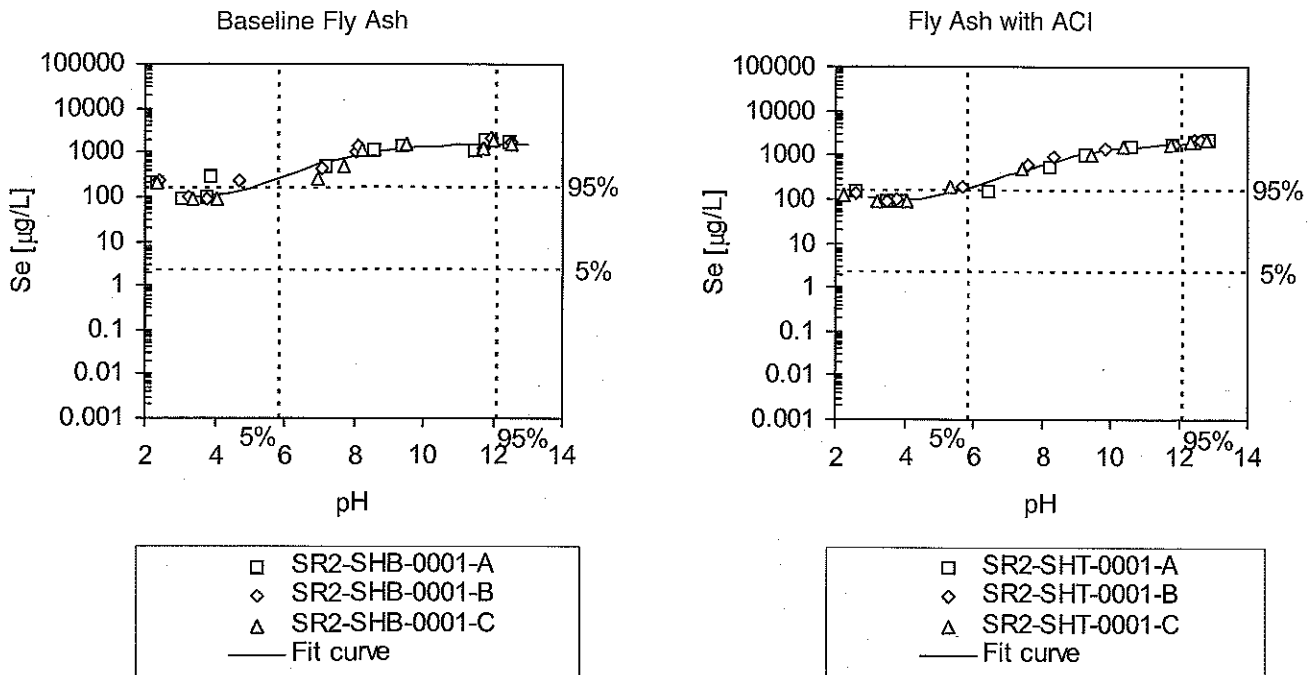 Baseline Fly Ash
Se [µg/L]
100000
10000
1000
100
10
1
0.1
0.01
0.001
95%
5%
5%
95%
2 4 6 8 10 12 14
pH
SR2-SHB-0001-A
SR2-SHB-0001-B
SR2-SHB-0001-C
Fit curve
Fly Ash with ACI
Se [µg/L]
100000
10000
1000
100
10
1
0.1
0.01
0.001
95%
5%
5%
95%
2 4 6 8 10 12 14
pH
SR2-SHT-0001-A
SR2-SHT-0001-B
SR2-SHT-0001-C
Fit curve